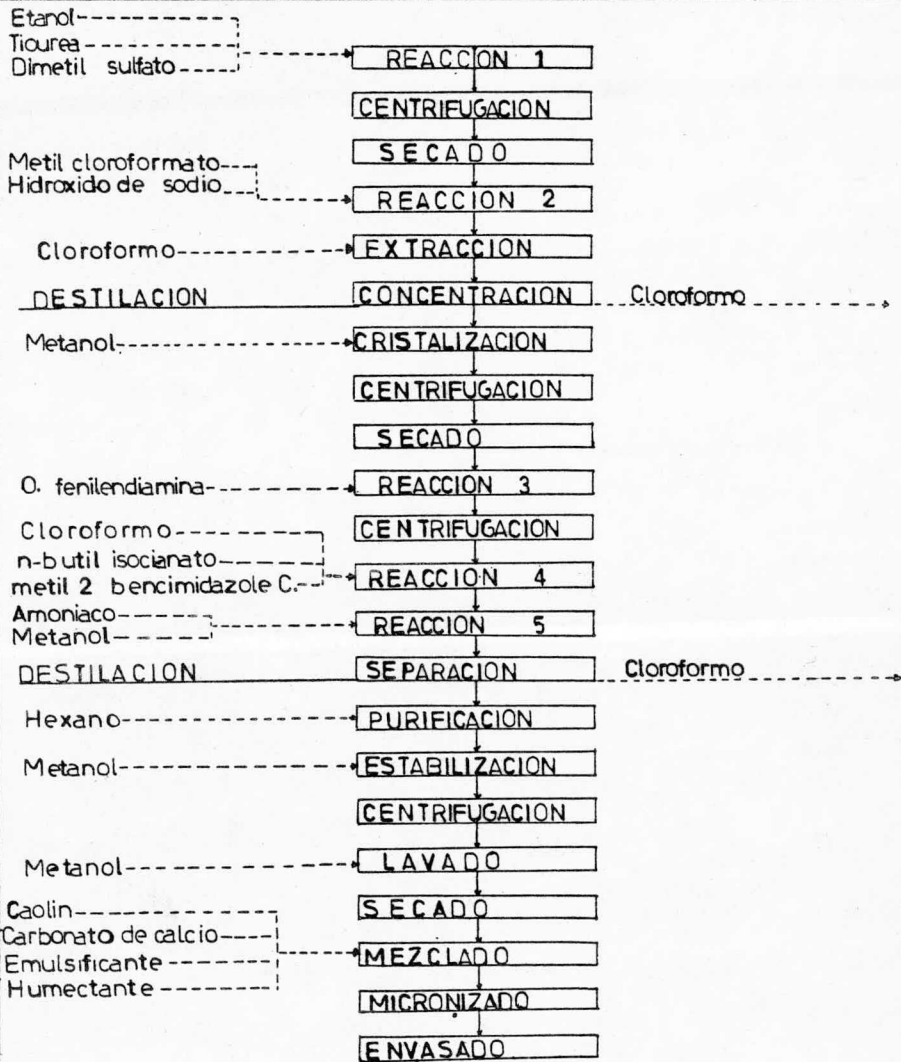 Etanol
Tiourea
Dimetil sulfato
REACCION 1
CENTRIFUGACION
SECADO
Metil cloroformato
Hidroxido de sodio
REACCION 2
Cloroformo
EXTRACCION
DESTILACION
CONCENTRACION
Cloroformo
Metanol
CRISTALIZACION
CENTRIFUGACION
SECADO
O. fenilendiamina
REACCION 3
CENTRIFUGACION
Cloroformo
n-butil isocianato
metil 2 bencimidazole C.
REACCION 4
Amoniaco
Metanol
REACCION 5
DESTILACION
SEPARACION
Cloroformo
Hexano
PURIFICACION
Metanol
ESTABILIZACION
CENTRIFUGACION
Metanol
LAVADO
SECADO
Caolin
Carbonato de calcio
Emulsificante
Humectante
MEZCLADO
MICRONIZADO
ENVASADO